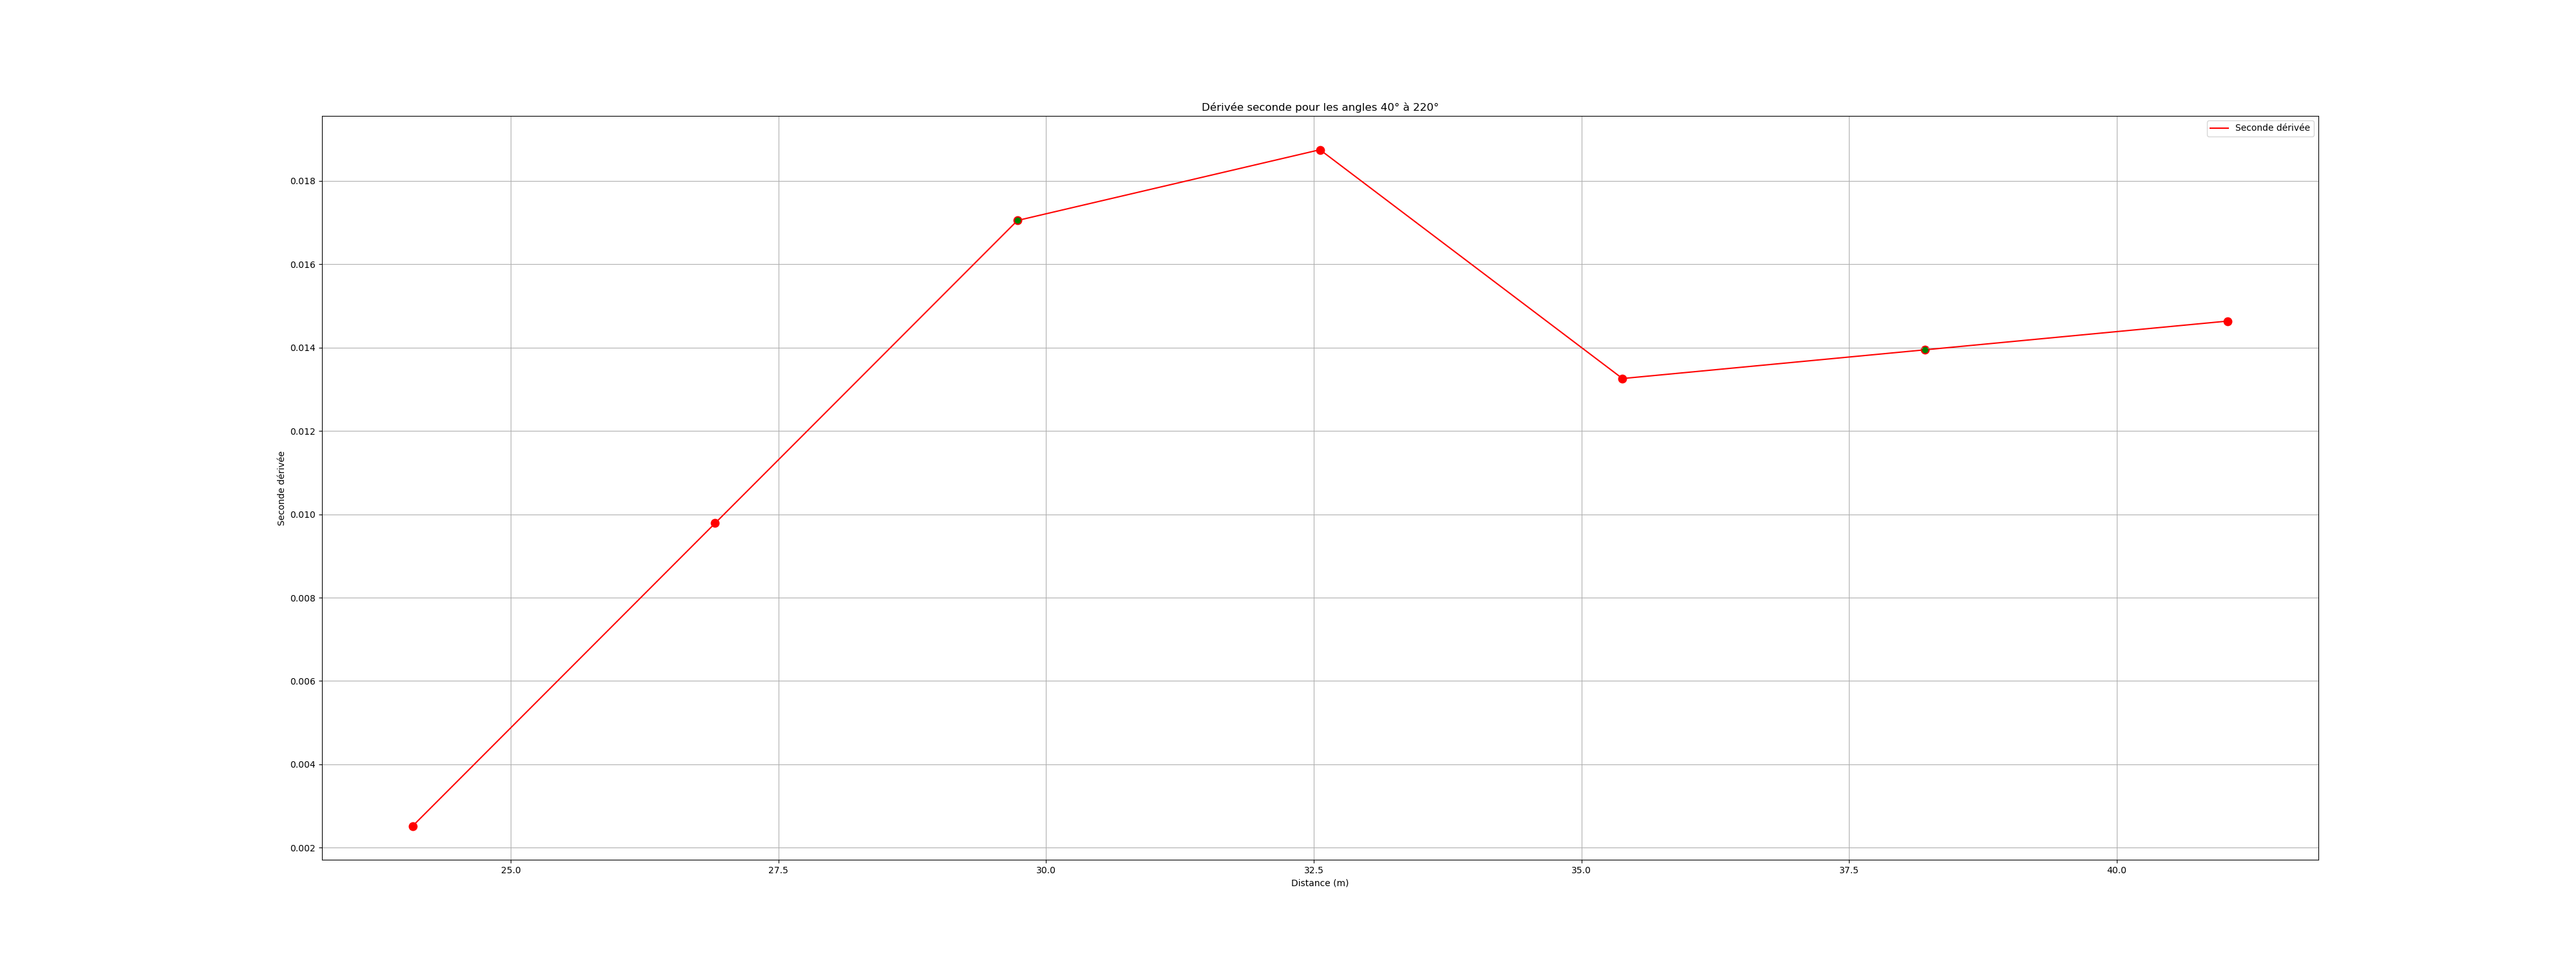 Dérivée seconde pour les angles 40° à 220°
Seconde dérivée
0.018
0.016
0.014
0.012
0.010
0.008
0.006
0.004
0.002
Seconde dérivée
25.0 27.5 30.0 32.5 35.0 37.5 40.0
Distance (m)